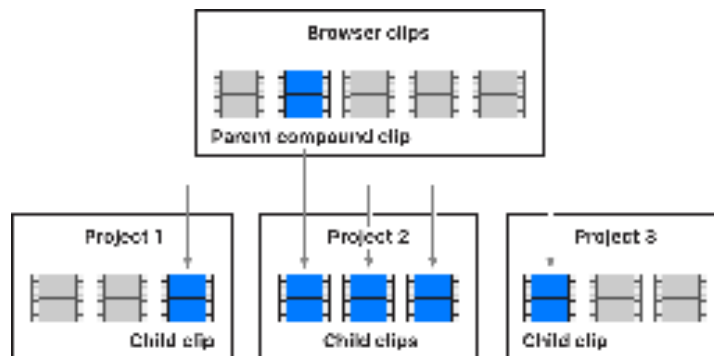 Browser clips
Parent compound clip
Project 1
Project 2
Project 3
Child clip
Child clips
Child clip